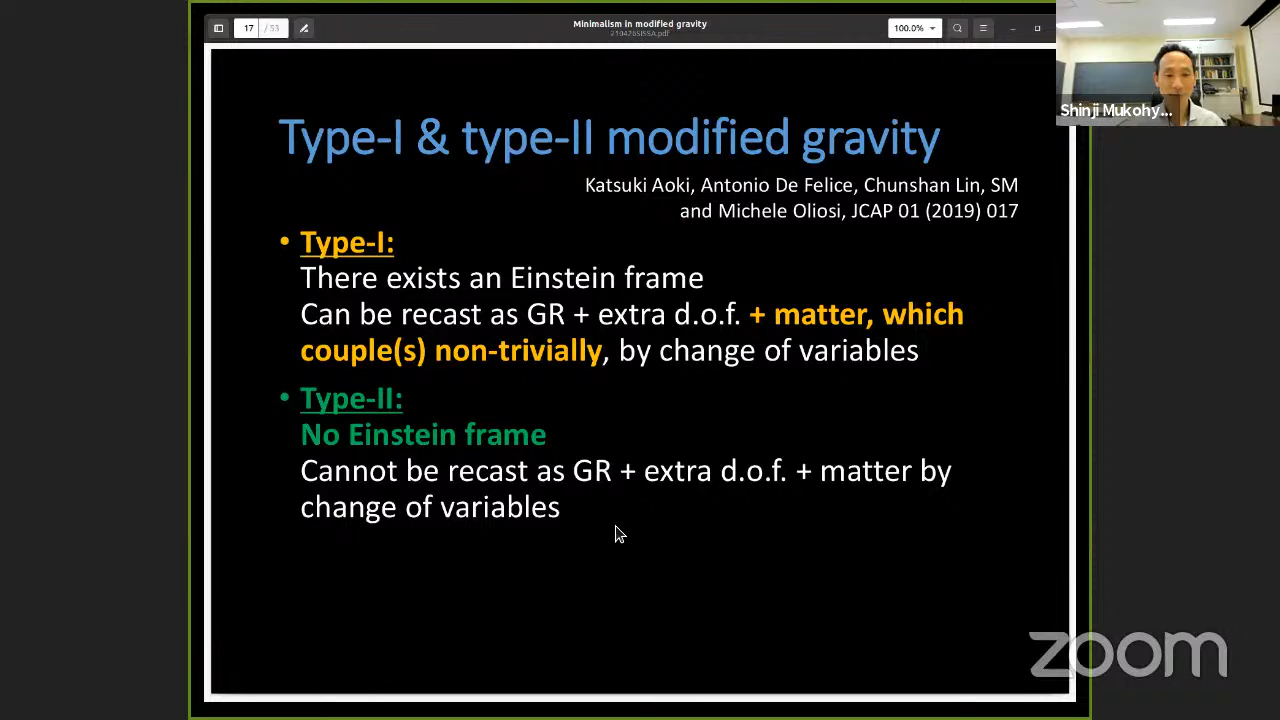 17 / 53
Minimalism in modified gravity
210426SISSA.pdf
100.0%
Shinji Mukohy...
Type-I & type-II modified gravity
Katsuki Aoki, Antonio De Felice, Chunshan Lin, SM
and Michele Oliosi, JCAP 01 (2019) 017
• Type-I:
There exists an Einstein frame
Can be recast as GR + extra d.o.f. + matter, which
couple(s) non-trivially, by change of variables
• Type-II:
No Einstein frame
Cannot be recast as GR + extra d.o.f. + matter by
change of variables
zoom